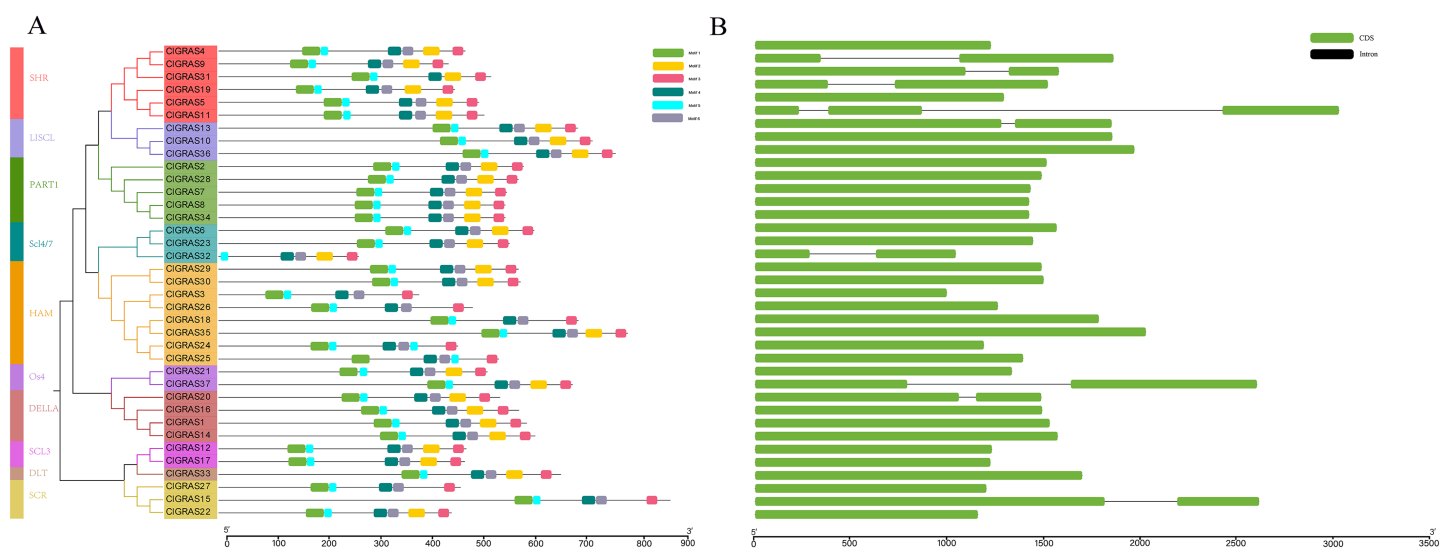 A
B
SHR
LISCL
PART1
Scl4/7
HAM
Os4
DELLA
SCL3
DLT
SCR
ClGRAS4
ClGRAS9
ClGRAS31
ClGRAS19
ClGRAS5
ClGRAS11
ClGRAS13
ClGRAS10
ClGRAS36
ClGRAS2
ClGRAS28
ClGRAS7
ClGRAS8
ClGRAS34
ClGRAS6
ClGRAS23
ClGRAS32
ClGRAS29
ClGRAS30
ClGRAS3
ClGRAS26
ClGRAS18
ClGRAS35
ClGRAS24
ClGRAS25
ClGRAS21
ClGRAS37
ClGRAS20
ClGRAS16
ClGRAS1
ClGRAS14
ClGRAS12
ClGRAS17
ClGRAS33
ClGRAS27
ClGRAS15
ClGRAS22
Motif 1
Motif 2
Motif 3
Motif 4
Motif 5
Motif 6
5' 3'
0 100 200 300 400 500 600 700 800 900
CDS
Intron
5' 3'
0 500 1000 1500 2000 2500 3000 3500